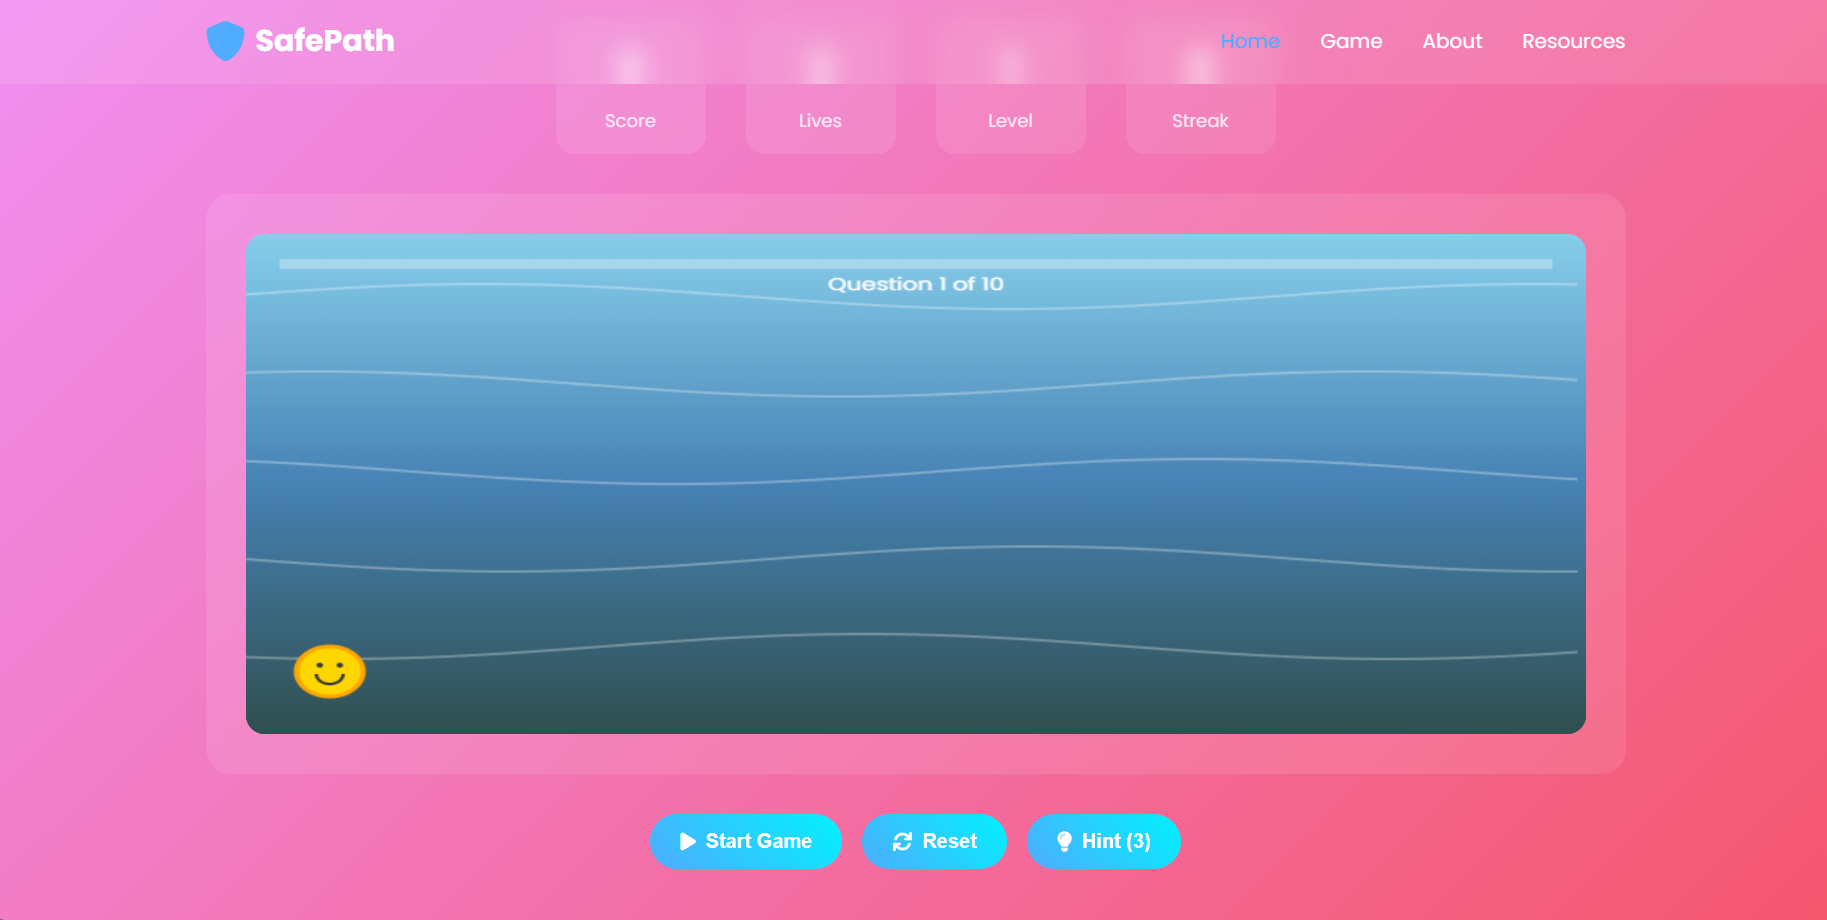 SafePath
Home Game About Resources
Score Lives Level Streak
Question 1 of 10
Start Game Reset Hint (3)